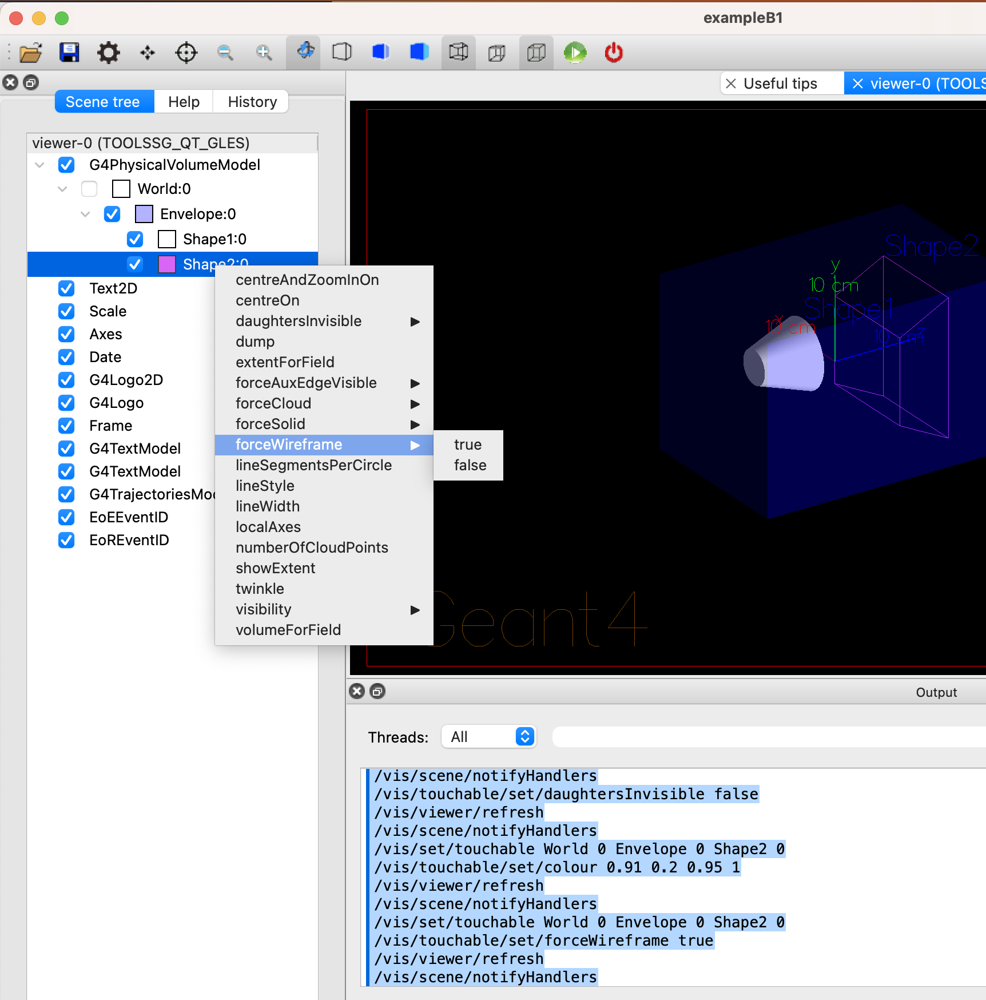 exampleB1
Useful tips
viewer-0 (TOOLSS
Scene tree
Help
History
viewer-0 (TOOLSSG_QT_GLES)
G4PhysicalVolumeModel
World:0
Envelope:0
Shape1:0
Shape2:0
Text2D
Scale
Axes
Date
G4Logo2D
G4Logo
Frame
G4TextModel
G4TextModel
G4TrajectoriesMo
EoEEventID
EoREventID
centreAndZoomInOn
centreOn
daughtersInvisible
dump
extentForField
forceAuxEdgeVisible
forceCloud
forceSolid
forceWireframe
lineSegmentsPerCircle
lineStyle
lineWidth
localAxes
numberOfCloudPoints
showExtent
twinkle
visibility
volumeForField
true
false
Shape2
y
10 cm
Shape1
x
10 cm
10 cm
Geant4
Output
Threads:
All
/vis/scene/notifyHandlers
/vis/touchable/set/daughtersInvisible false
/vis/viewer/refresh
/vis/scene/notifyHandlers
/vis/set/touchable World 0 Envelope 0 Shape2 0
/vis/touchable/set/colour 0.91 0.2 0.95 1
/vis/viewer/refresh
/vis/scene/notifyHandlers
/vis/set/touchable World 0 Envelope 0 Shape2 0
/vis/touchable/set/forceWireframe true
/vis/viewer/refresh
/vis/scene/notifyHandlers